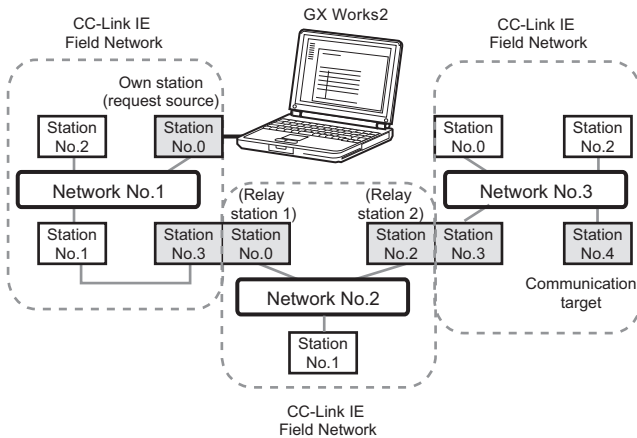 GX Works2
CC-Link IE
Field Network
CC-Link IE
Field Network
Own station
(request source)
Station
No.2
Station
No.0
Station
No.0
Station
No.2
Network No.1
Network No.3
(Relay
station 1)
(Relay
station 2)
Station
No.1
Station
No.3
Station
No.0
Station
No.2
Station
No.3
Station
No.4
Network No.2
Communication
target
Station
No.1
CC-Link IE
Field Network